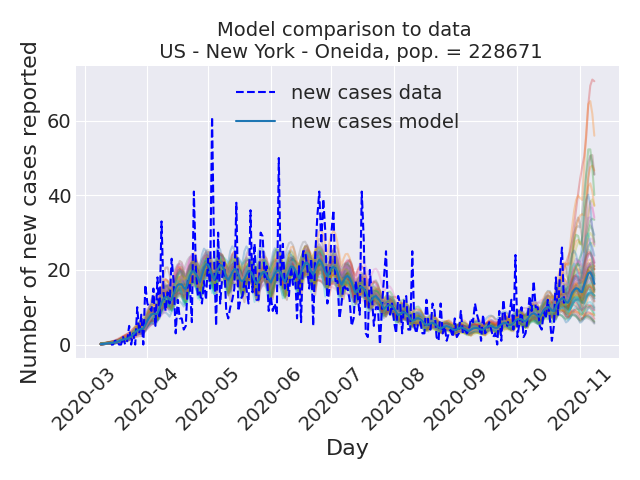 Model comparison to data
US - New York - Oneida, pop. = 228671
Number of new cases reported
60
40
20
0
new cases data
new cases model
2020-03
2020-04
2020-05
2020-06
2020-07
2020-08
2020-09
2020-10
2020-11
Day